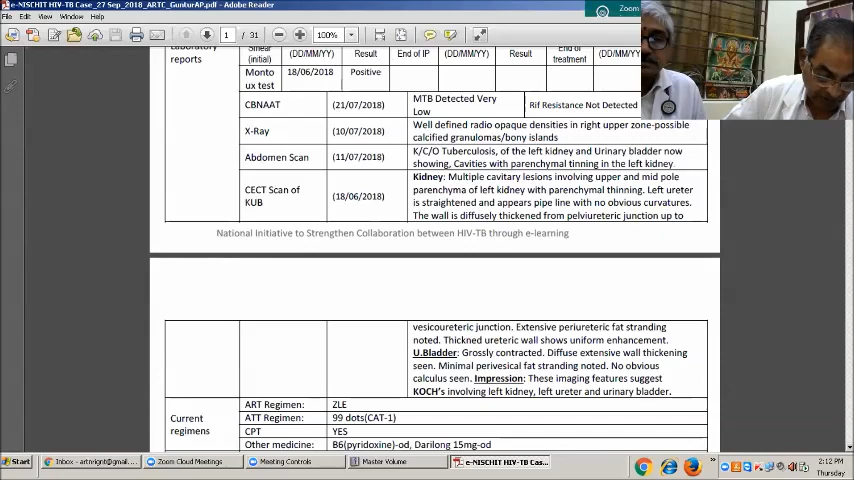 e-NISCHIT HIV-TB Case_27 Sep_2018_ARTC_GunturAP.pdf - Adobe Reader
Zoom
File Edit View Window Help
1 / 31 100%
Laboratory reports
Smear (initial) (DD/MM/YY) Result End of IP (DD/MM/YY) Result End of treatment (DD/MM/YY)
Montoux test 18/06/2018 Positive
CBNAAT (21/07/2018) MTB Detected Very Low Rif Resistance Not Detected
X-Ray (10/07/2018) Well defined radio opaque densities in right upper zone-possible
calcified granulomas/bony islands
Abdomen Scan (11/07/2018) K/C/O Tuberculosis, of the left kidney and Urinary bladder now
showing, Cavities with parenchymal tinning in the left kidney.
CECT Scan of KUB (18/06/2018) Kidney: Multiple cavitary lesions involving upper and mid pole
parenchyma of left kidney with parenchymal thinning. Left ureter
is straightened and appears pipe line with no obvious curvatures.
The wall is diffusely thickened from pelviureteric junction up to
National Initiative to Strengthen Collaboration between HIV-TB through e-learning
vesicoureteric junction. Extensive periureteric fat stranding
noted. Thickned ureteric wall shows uniform enhancement.
U.Bladder: Grossly contracted. Diffuse extensive wall thickening
seen. Minimal perivesical fat stranding noted. No obvious
calculus seen. Impression: These imaging features suggest
KOCH's involving left kidney, left ureter and urinary bladder.
Current regimens
ART Regimen: ZLE
ATT Regimen: 99 dots(CAT-1)
CPT YES
Other medicine: B6(pyridoxine)-od, Darilong 15mg-od
Start Inbox - artnreignt@gmail.... Zoom Cloud Meetings Meeting Controls Master Volume e-NISCHIT HIV-TB Cas... 2:12 PM
Thursday